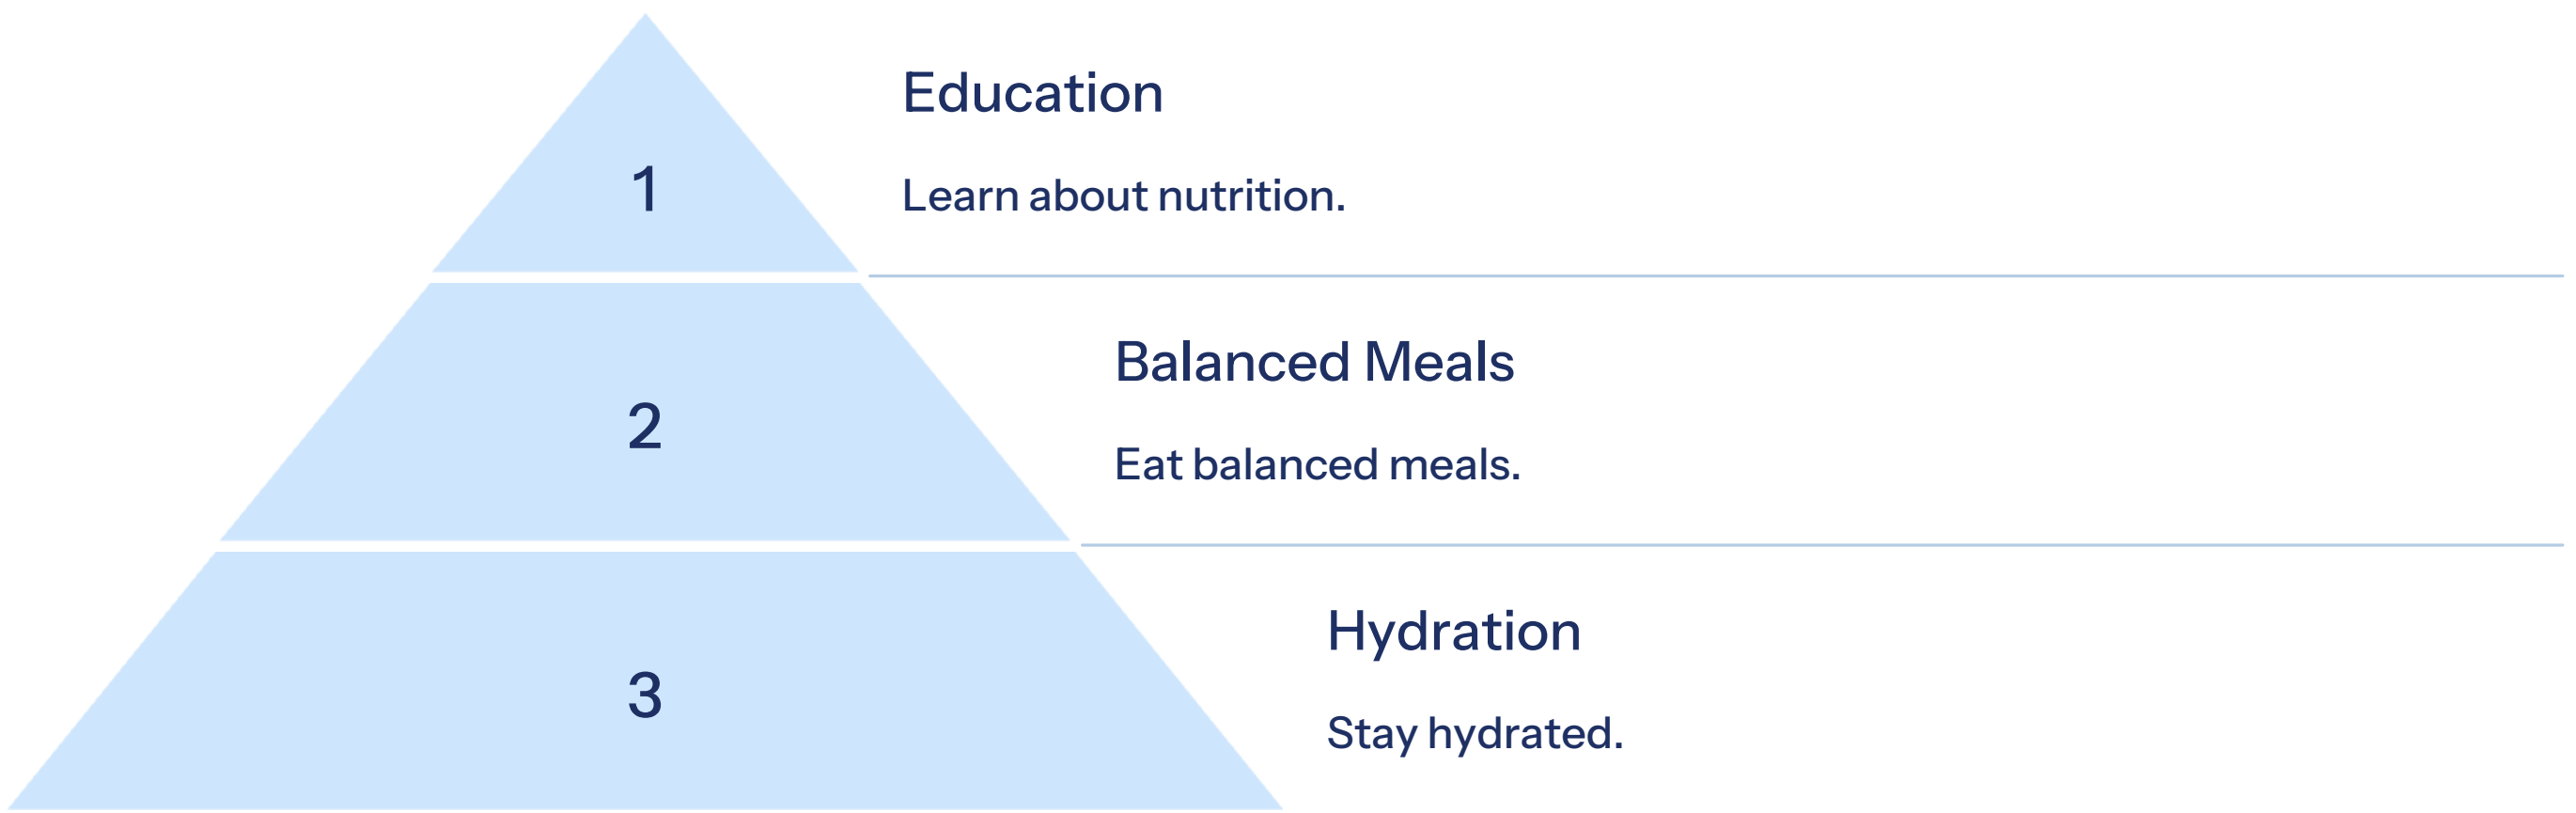 1
Education
Learn about nutrition.
2
Balanced Meals
Eat balanced meals.
3
Hydration
Stay hydrated.